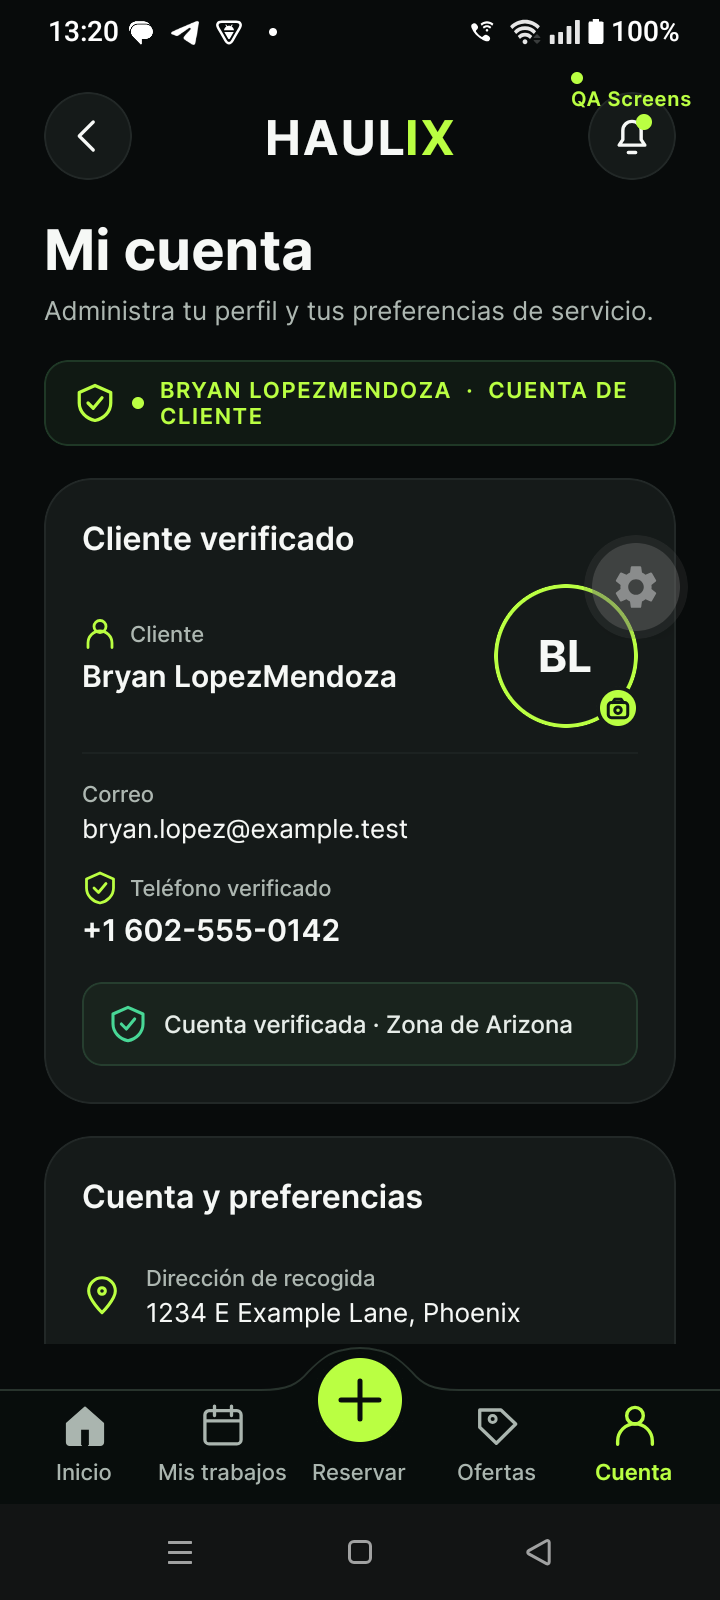 13:20
100%
QA Screens
HAULIX
Mi cuenta
Administra tu perfil y tus preferencias de servicio.
BRYAN LOPEZMENDOZA · CUENTA DE
CLIENTE
Cliente verificado
Cliente
Bryan LopezMendoza
BL
Correo
bryan.lopez@example.test
Teléfono verificado
+1 602-555-0142
Cuenta verificada · Zona de Arizona
Cuenta y preferencias
Dirección de recogida
1234 E Example Lane, Phoenix
Inicio
Mis trabajos
Reservar
Ofertas
Cuenta